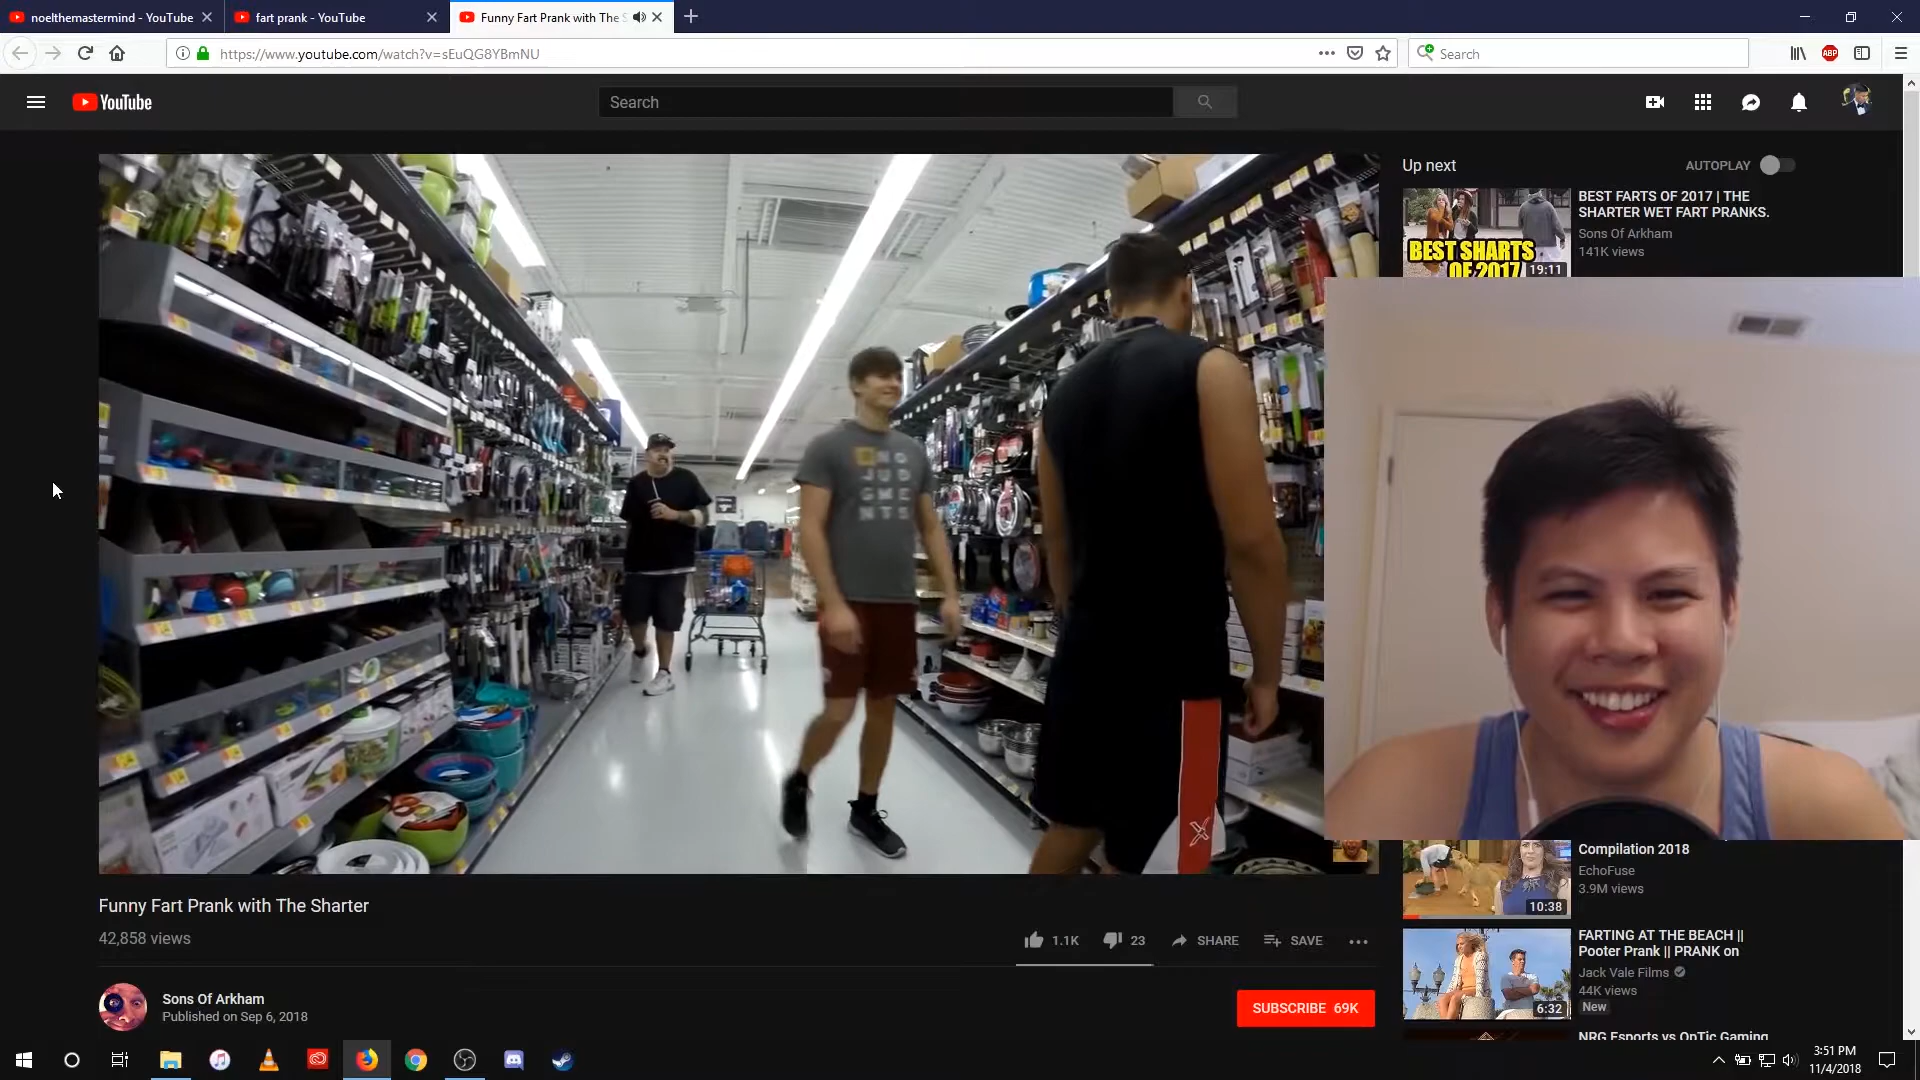 noelthemastermind - YouTube
fart prank - YouTube
Funny Fart Prank with The S
https://www.youtube.com/watch?v=sEuQG8YBmNU
Search
ABP
YouTube
Search
Up next
AUTOPLAY
BEST FARTS OF 2017 | THE
SHARTER WET FART PRANKS.
Sons Of Arkham
141K views
BEST SHARTS
OF 2017
19:11
NO
JUD
GME
NTS
Compilation 2018
EchoFuse
3.9M views
10:38
FARTING AT THE BEACH ||
Pooter Prank || PRANK on
Jack Vale Films
44K views
New
6:32
NRG Esports vs OpTic Gaming
Funny Fart Prank with The Sharter
42,858 views
1.1K
23
SHARE
SAVE
Sons Of Arkham
Published on Sep 6, 2018
SUBSCRIBE 69K
3:51 PM
11/4/2018